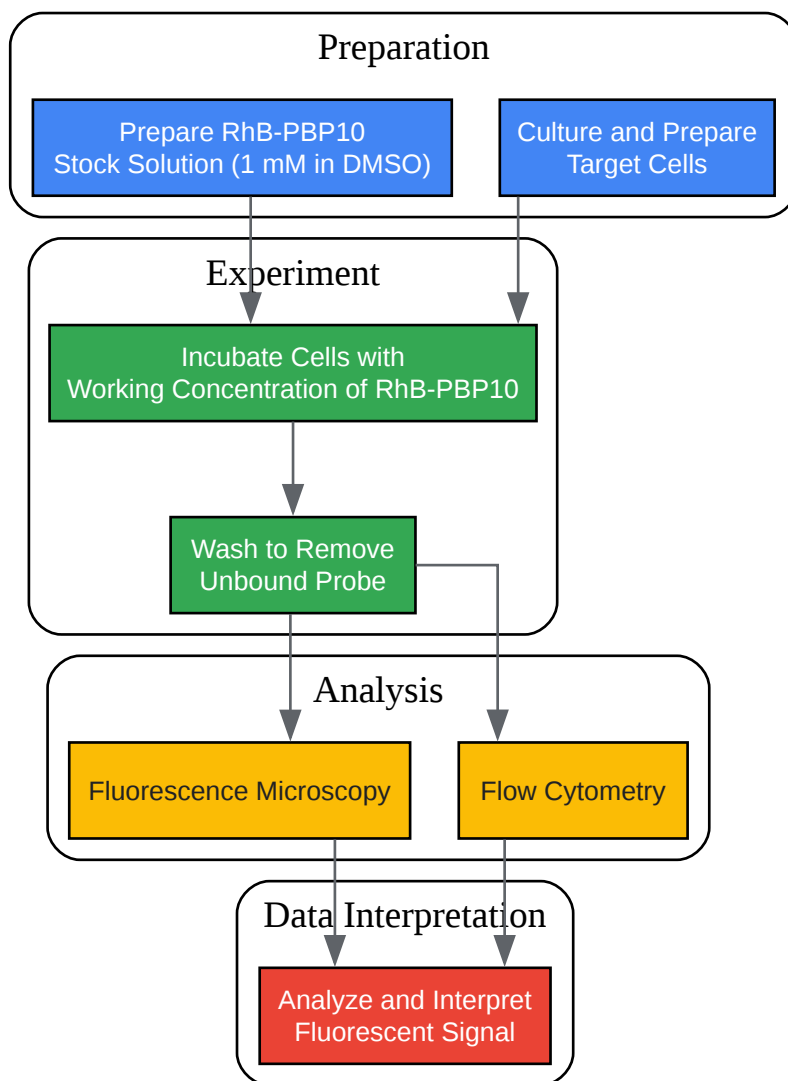 Preparation
Prepare RhB-PBP10
Stock Solution (1 mM in DMSO)
Culture and Prepare
Target Cells
Experiment
Incubate Cells with
Working Concentration of RhB-PBP10
Wash to Remove
Unbound Probe
Analysis
Fluorescence Microscopy
Flow Cytometry
Data Interpretation
Analyze and Interpret
Fluorescent Signal